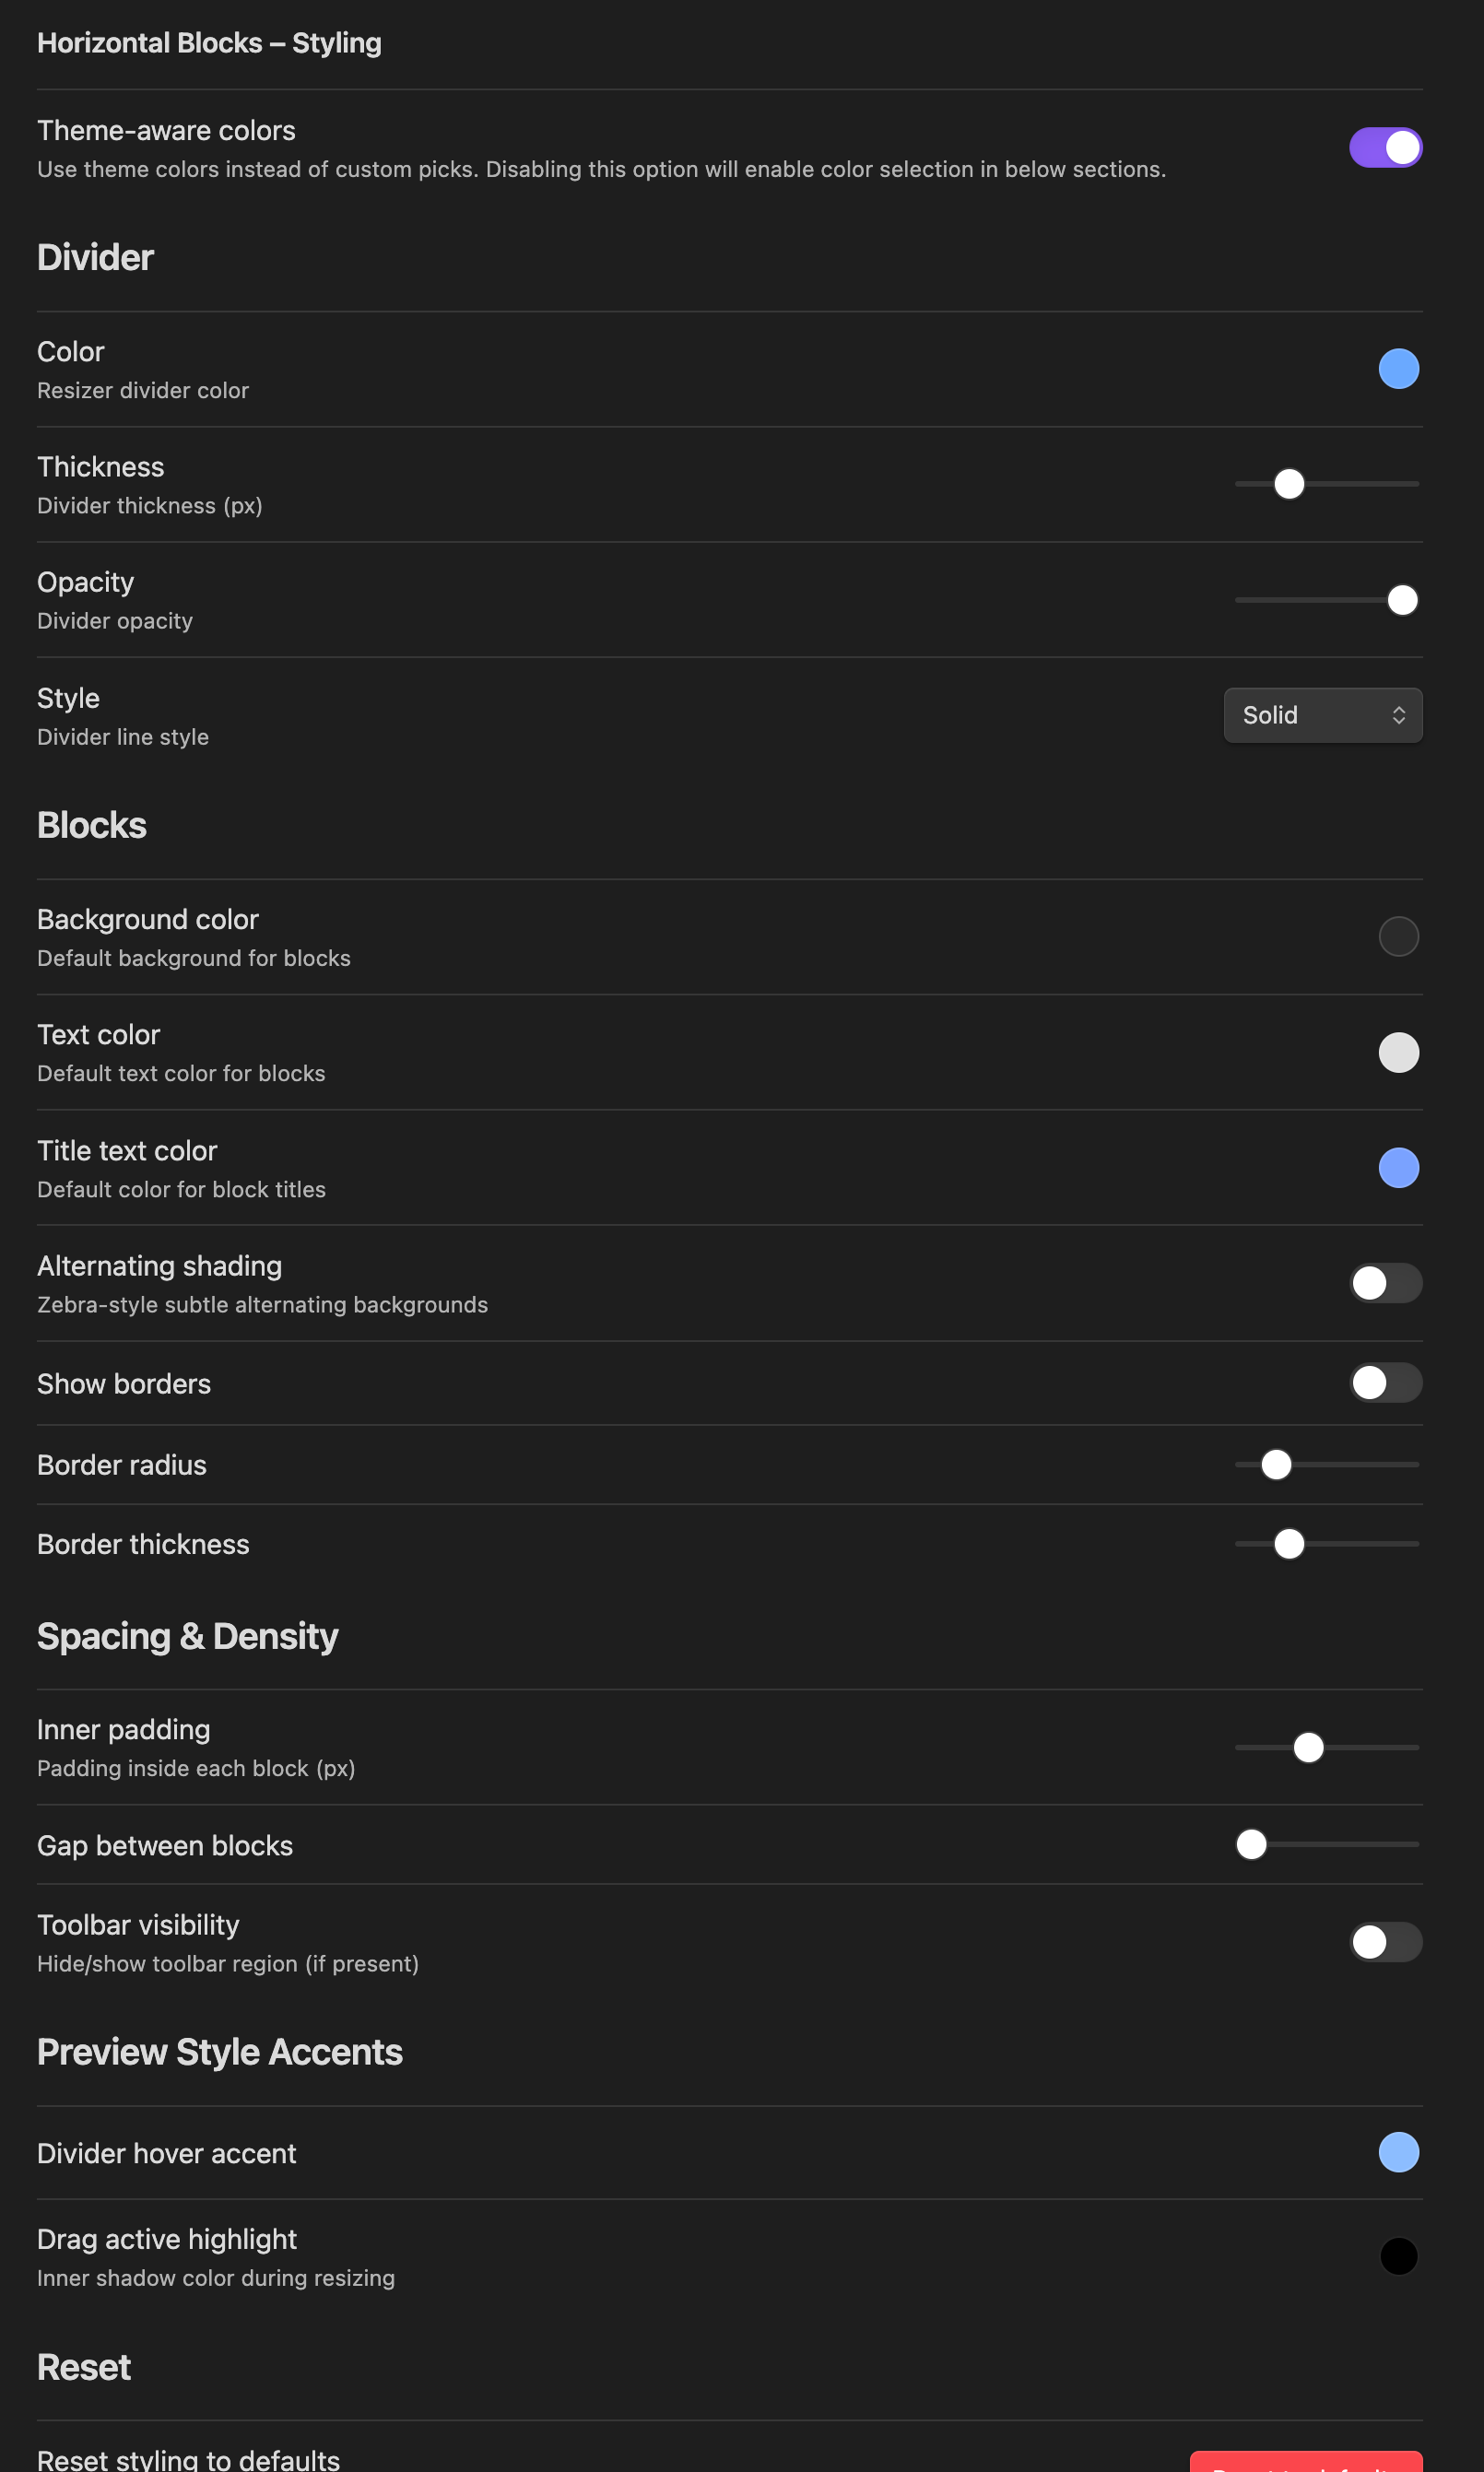 Horizontal Blocks – Styling
Theme-aware colors
Use theme colors instead of custom picks. Disabling this option will enable color selection in below sections.
Divider
Color
Resizer divider color
Thickness
Divider thickness (px)
Opacity
Divider opacity
Style
Solid
Divider line style
Blocks
Background color
Default background for blocks
Text color
Default text color for blocks
Title text color
Default color for block titles
Alternating shading
Zebra-style subtle alternating backgrounds
Show borders
Border radius
Border thickness
Spacing & Density
Inner padding
Padding inside each block (px)
Gap between blocks
Toolbar visibility
Hide/show toolbar region (if present)
Preview Style Accents
Divider hover accent
Drag active highlight
Inner shadow color during resizing
Reset
Reset styling to defaults